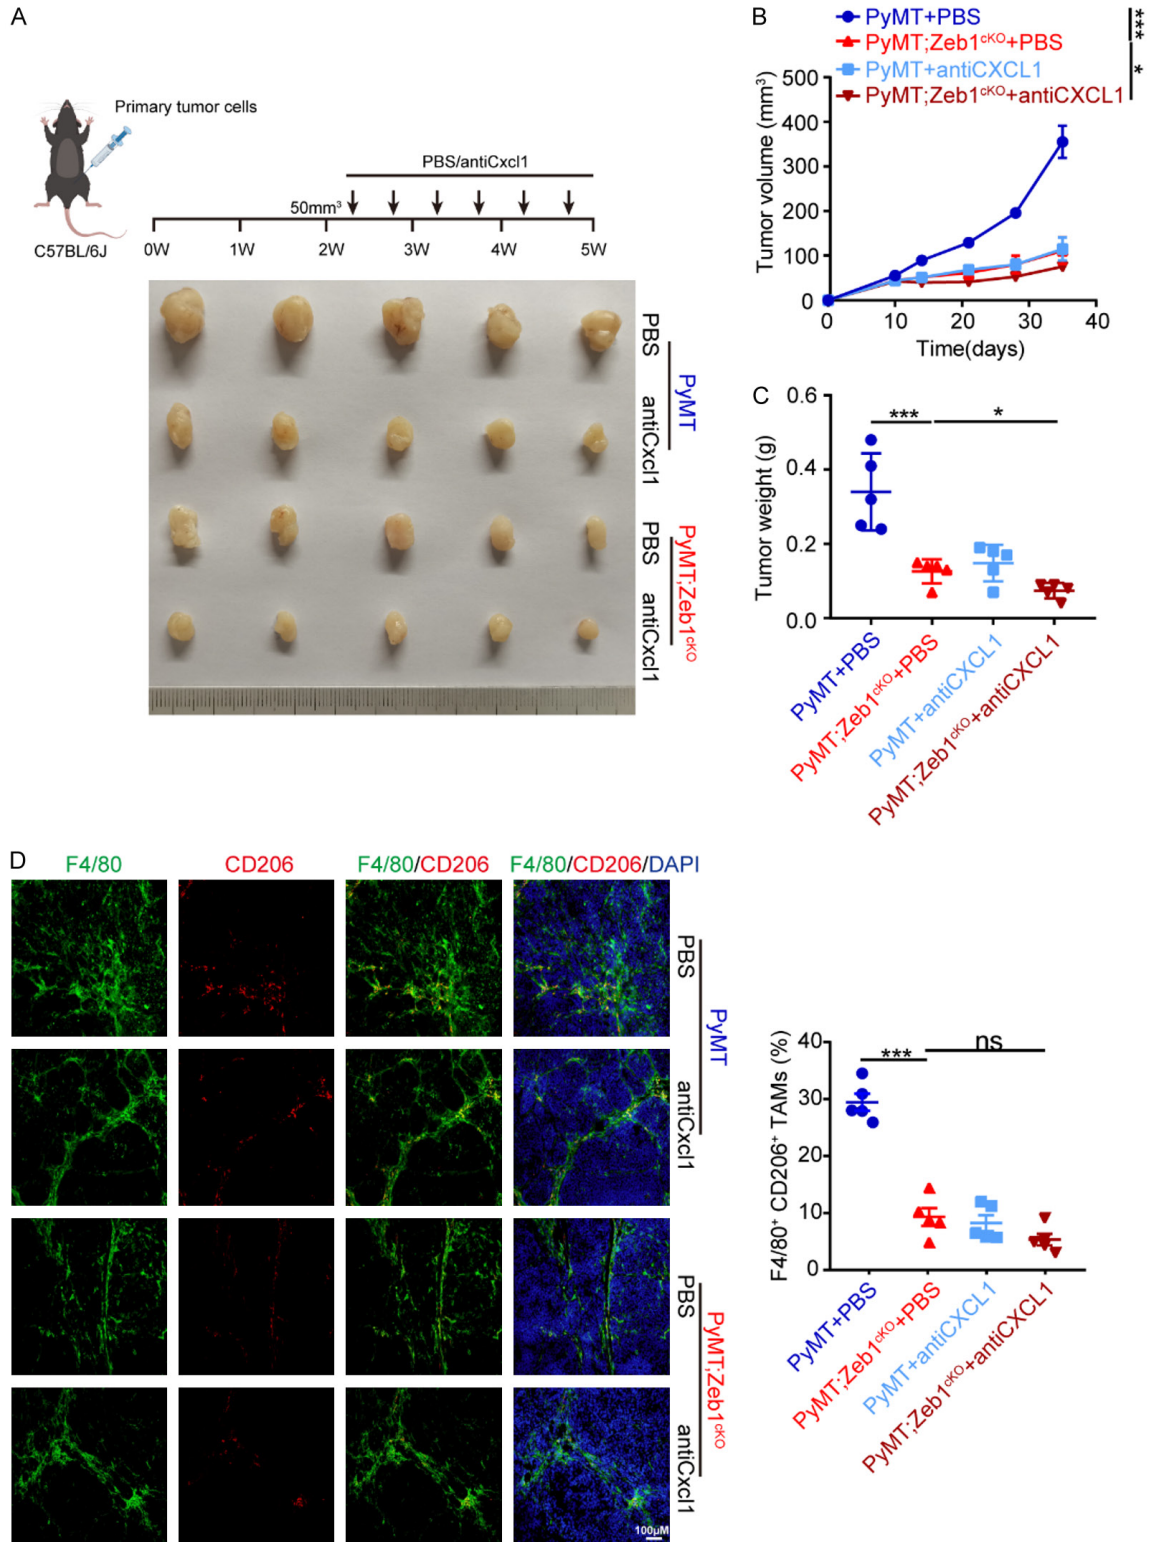 A
Primary tumor cells
C57BL/6J
PBS/antiCxcl1
50mm³
0W 1W 2W 3W 4W 5W
PBS
antiCxcl1
PyMT
PBS
antiCxcl1
PyMT;Zeb1cKO
B
PyMT+PBS
PyMT;Zeb1cKO+PBS
PyMT+antiCXCL1
PyMT;Zeb1cKO+antiCXCL1
***
*
Tumor volume (mm³)
500
400
300
200
100
0
0 10 20 30 40
Time(days)
C
Tumor weight (g)
0.6
0.4
0.2
0.0
*** *
PyMT+PBS
PyMT;Zeb1cKO+PBS
PyMT+antiCXCL1
PyMT;Zeb1cKO+antiCXCL1
D
F4/80 CD206 F4/80/CD206 F4/80/CD206/DAPI
PBS
antiCxcl1
PyMT
PBS
antiCxcl1
PyMT;Zeb1cKO
100μM
F4/80⁺ CD206⁺ TAMs (%)
40
30
20
10
0
*** ns
PyMT+PBS
PyMT;Zeb1cKO+PBS
PyMT+antiCXCL1
PyMT;Zeb1cKO+antiCXCL1